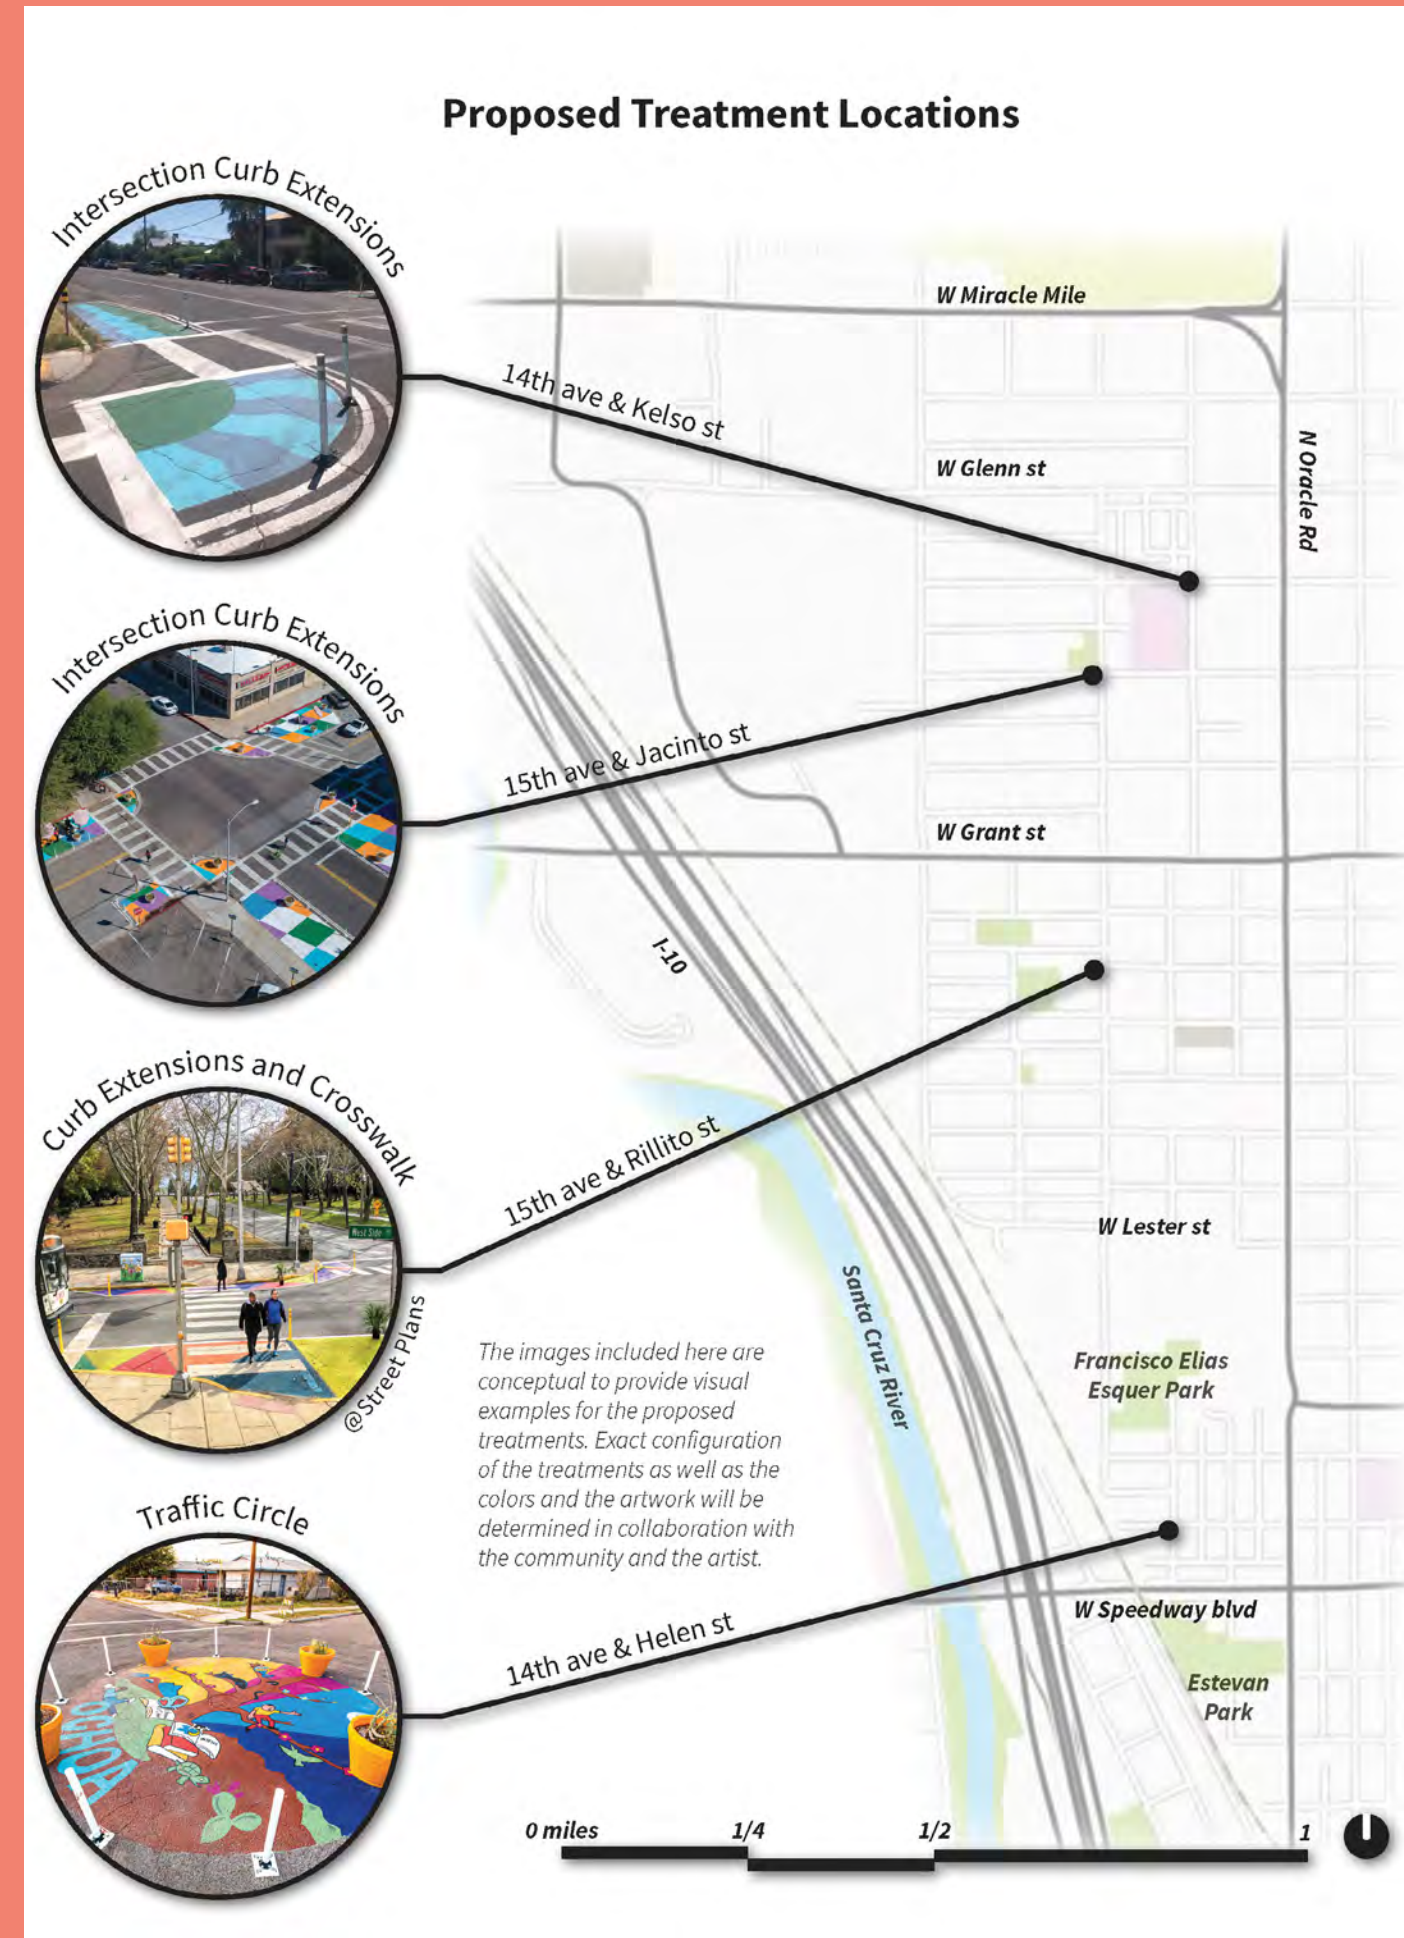 Proposed Treatment Locations
Intersection Curb Extensions
14th ave & Kelso st
W Miracle Mile
W Glenn st
N Oracle Rd
Intersection Curb Extensions
15th ave & Jacinto st
W Grant st
I-10
Curb Extensions and Crosswalk
West Side
@Street Plans
15th ave & Rillito st
W Lester st
Santa Cruz River
Francisco Elias
Esquer Park
The images included here are
conceptual to provide visual
examples for the proposed
treatments. Exact configuration
of the treatments as well as the
colors and the artwork will be
determined in collaboration with
the community and the artist.
Traffic Circle
OCHOA
14th ave & Helen st
W Speedway blvd
Estevan
Park
0 miles
1/4
1/2
1